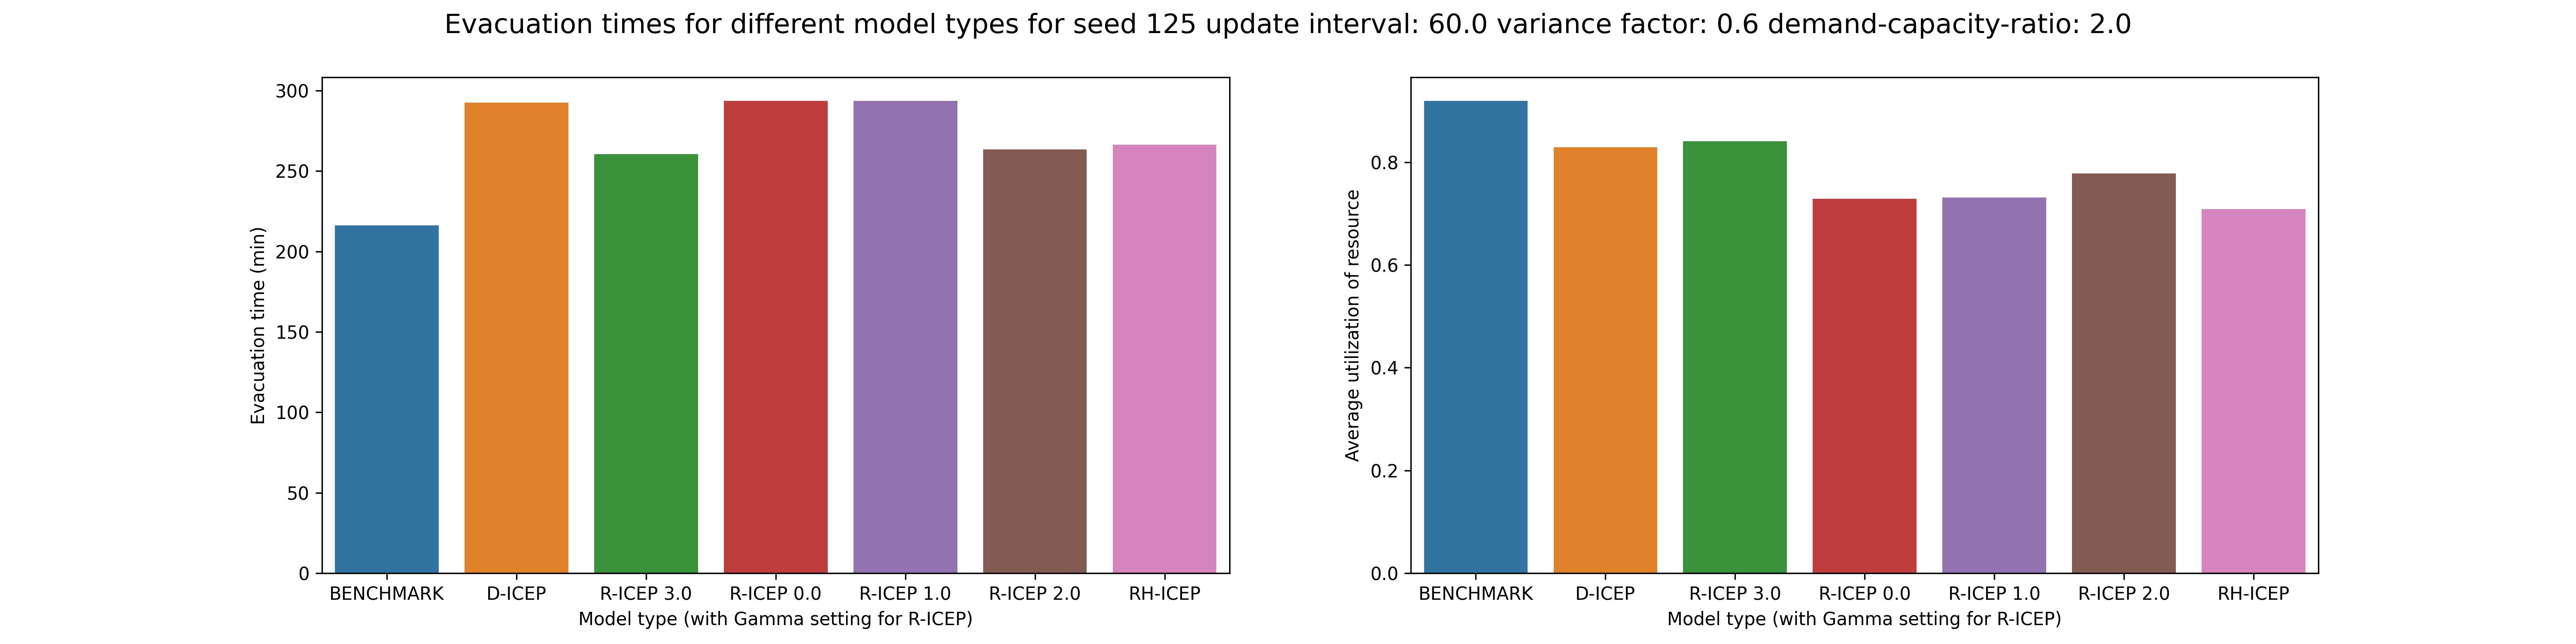 Evacuation times for different model types for seed 125 update interval: 60.0 variance factor: 0.6 demand-capacity-ratio: 2.0
Evacuation time (min)
300
250
200
150
100
50
0
BENCHMARK D-ICEP R-ICEP 3.0 R-ICEP 0.0 R-ICEP 1.0 R-ICEP 2.0 RH-ICEP
Model type (with Gamma setting for R-ICEP)
Average utilization of resource
0.8
0.6
0.4
0.2
0.0
BENCHMARK D-ICEP R-ICEP 3.0 R-ICEP 0.0 R-ICEP 1.0 R-ICEP 2.0 RH-ICEP
Model type (with Gamma setting for R-ICEP)